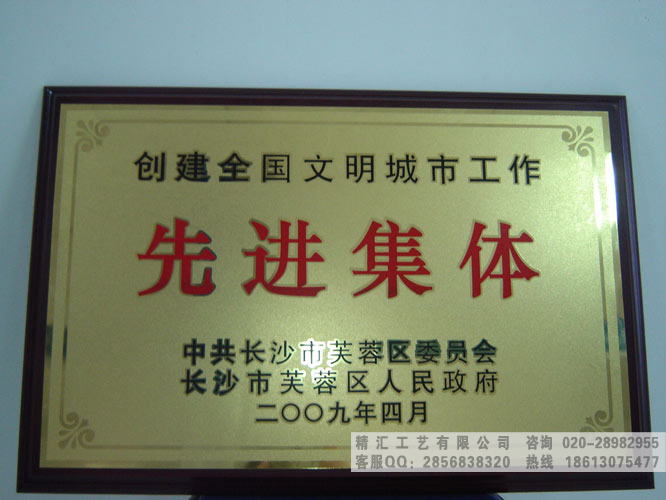 创建全国文明城市工作
先进集体
中共长沙市芙蓉区委员会
长沙市芙蓉区人民政府
二〇〇九年四月
精汇工艺有限公司 咨询 020-28982955
客服QQ：2856838320 热线 18613075477